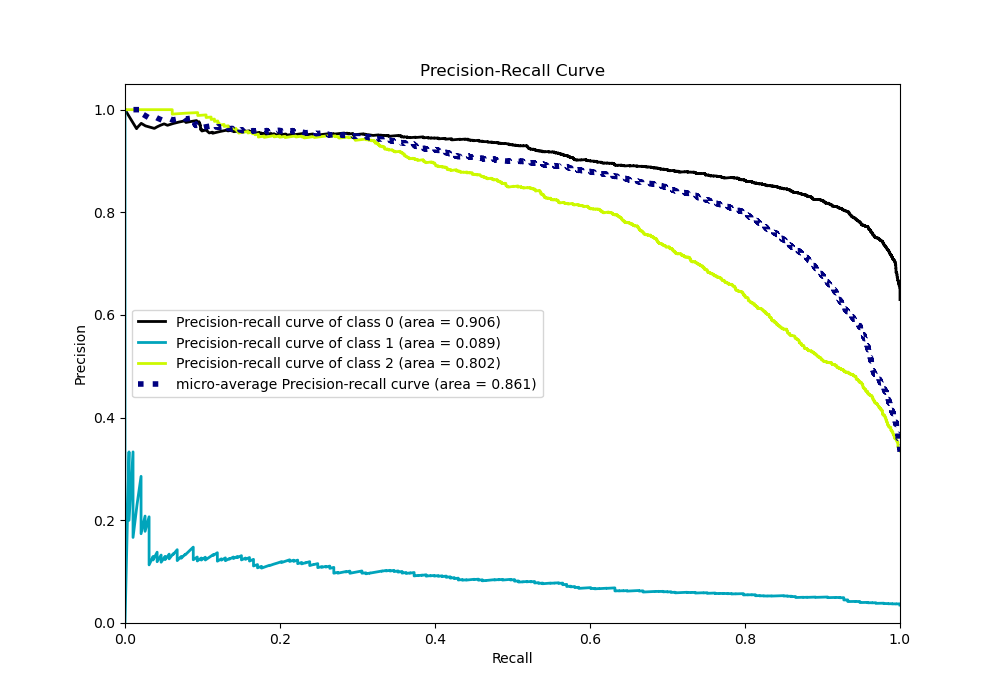 Precision-Recall Curve
1.0
0.8
0.6
0.4
0.2
0.0
Precision
Precision-recall curve of class 0 (area = 0.906)
Precision-recall curve of class 1 (area = 0.089)
Precision-recall curve of class 2 (area = 0.802)
micro-average Precision-recall curve (area = 0.861)
0.0 0.2 0.4 0.6 0.8 1.0
Recall